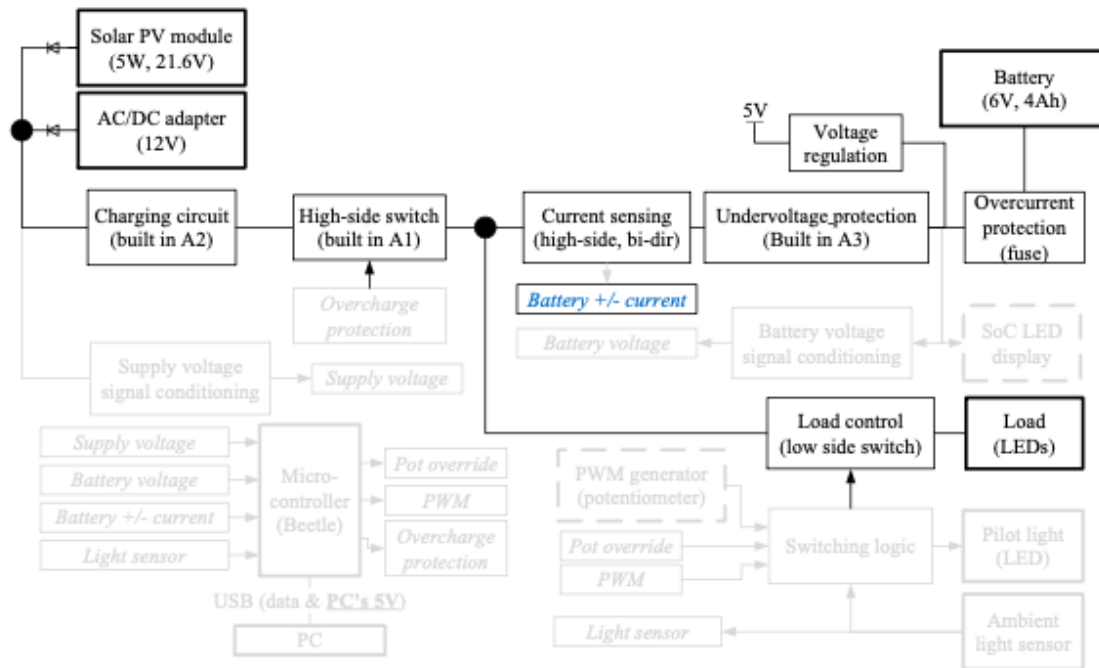 Solar PV module
(5W, 21.6V)
AC/DC adapter
(12V)
Battery
(6V, 4Ah)
5V
Voltage
regulation
Charging circuit
(built in A2)
High-side switch
(built in A1)
Current sensing
(high-side, bi-dir)
Undervoltage_protection
(Built in A3)
Overcurrent
protection
(fuse)
Overcharge
protection
Battery +/- current
Battery voltage
Battery voltage
signal conditioning
SoC LED
display
Supply voltage
signal conditioning
Supply voltage
Load control
(low side switch)
Load
(LEDs)
Supply voltage
Battery voltage
Battery +/- current
Light sensor
Micro-
controller
(Beetle)
Pot override
PWM
Overcharge
protection
USB (data & PC's 5V)
PC
PWM generator
(potentiometer)
Pot override
PWM
Switching logic
Pilot light
(LED)
Light sensor
Ambient
light sensor